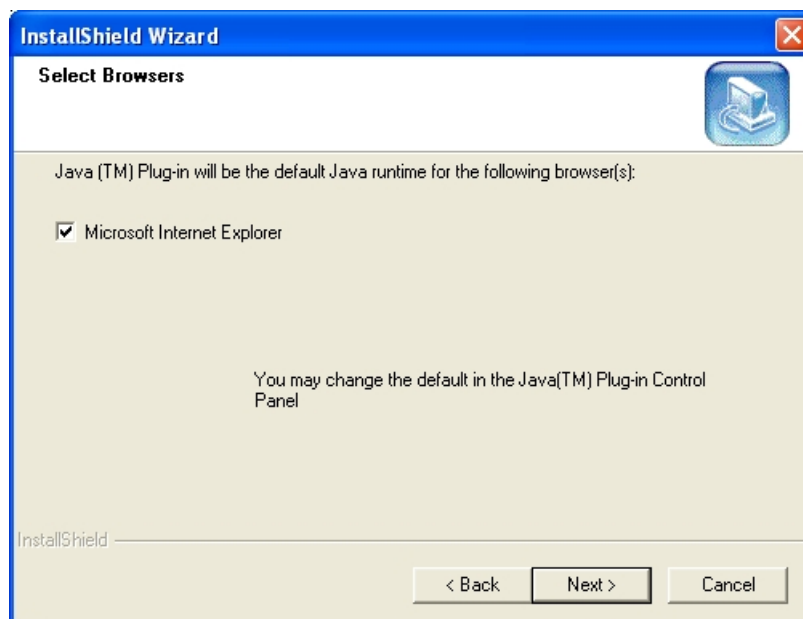 InstallShield Wizard
Select Browsers
Java (TM) Plug-in will be the default Java runtime for the following browser(s):
Microsoft Internet Explorer
You may change the default in the Java(TM) Plug-in Control
Panel
InstallShield
< Back Next > Cancel